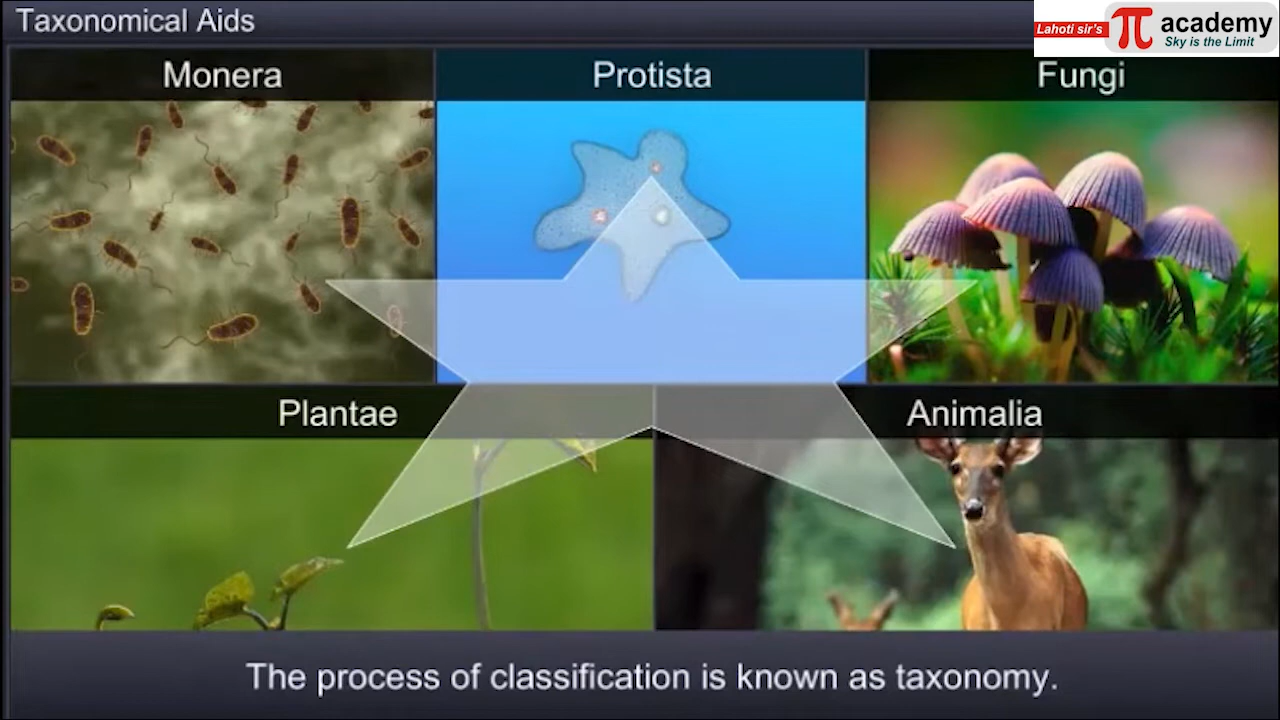 Taxonomical Aids
Lahoti sir's π academy
Sky is the Limit
Monera
Protista
Fungi
Plantae
Animalia
The process of classification is known as taxonomy.